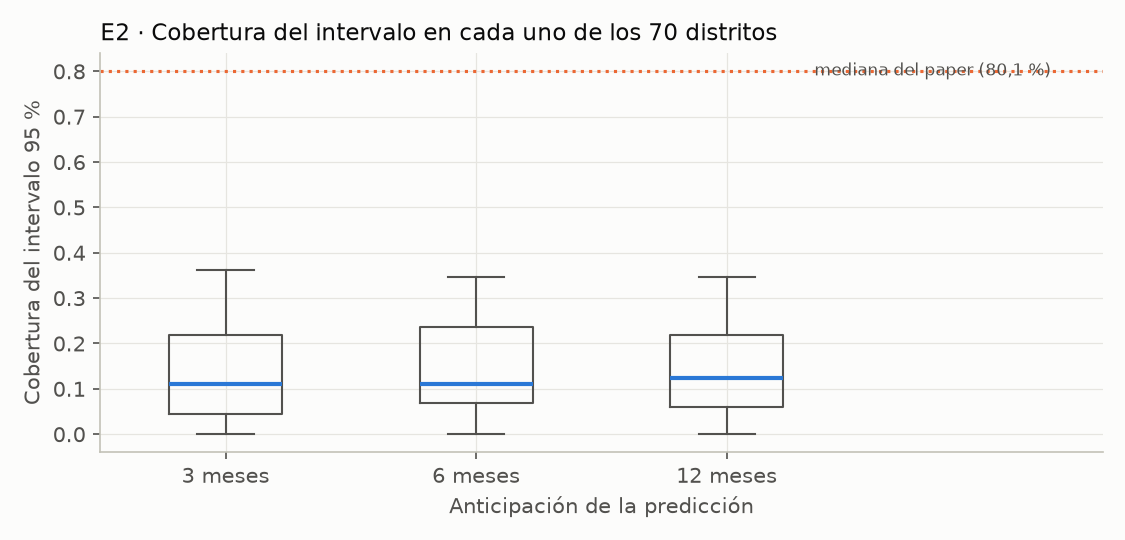 E2 · Cobertura del intervalo en cada uno de los 70 distritos
Cobertura del intervalo 95 %
0.8
0.7
0.6
0.5
0.4
0.3
0.2
0.1
0.0
mediana del paper (80,1 %)
3 meses
6 meses
12 meses
Anticipación de la predicción